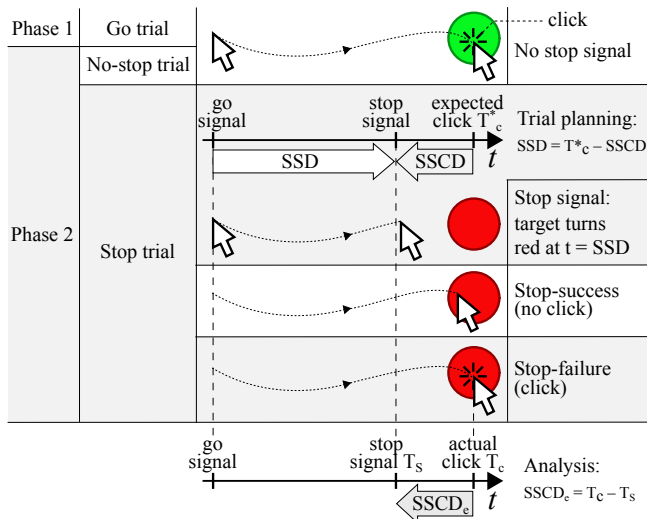 Phase 1
Go trial
click
No stop signal
No-stop trial
Phase 2
Stop trial
go
signal
stop
signal
expected
click T*c
t
SSD
SSCD
Trial planning:
SSD = T*c – SSCD
Stop signal:
target turns
red at t = SSD
Stop-success
(no click)
Stop-failure
(click)
go
signal
stop
signal Ts
actual
click Tc
t
SSCDe
Analysis:
SSCDe = Tc – Ts